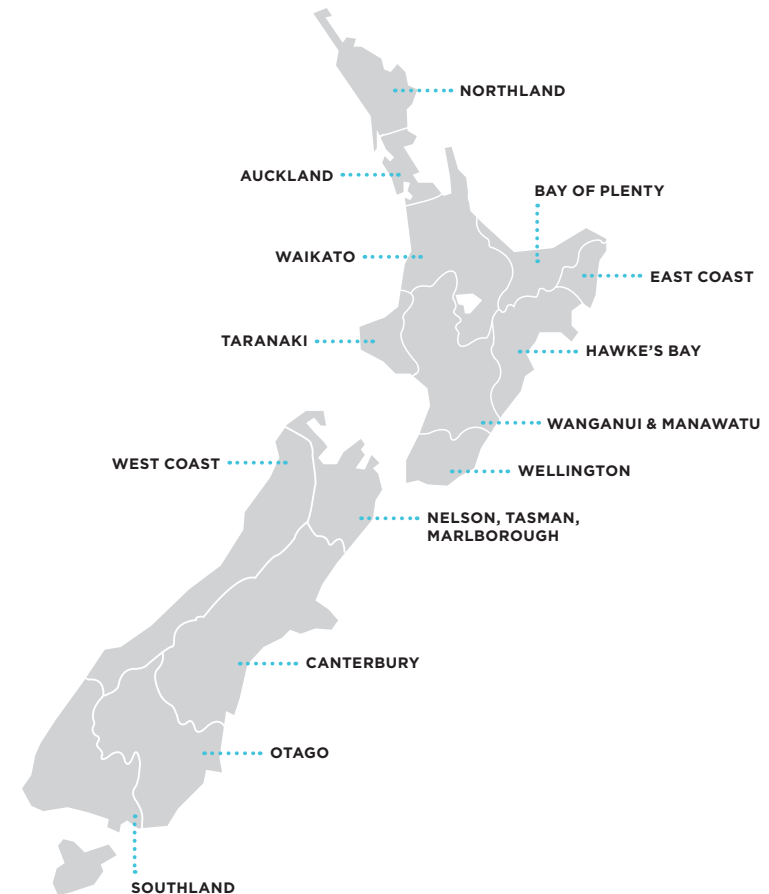 NORTHLAND
AUCKLAND
BAY OF PLENTY
WAIKATO
EAST COAST
TARANAKI
HAWKE'S BAY
WANGANUI & MANAWATU
WEST COAST
WELLINGTON
NELSON, TASMAN,
MARLBOROUGH
CANTERBURY
OTAGO
SOUTHLAND